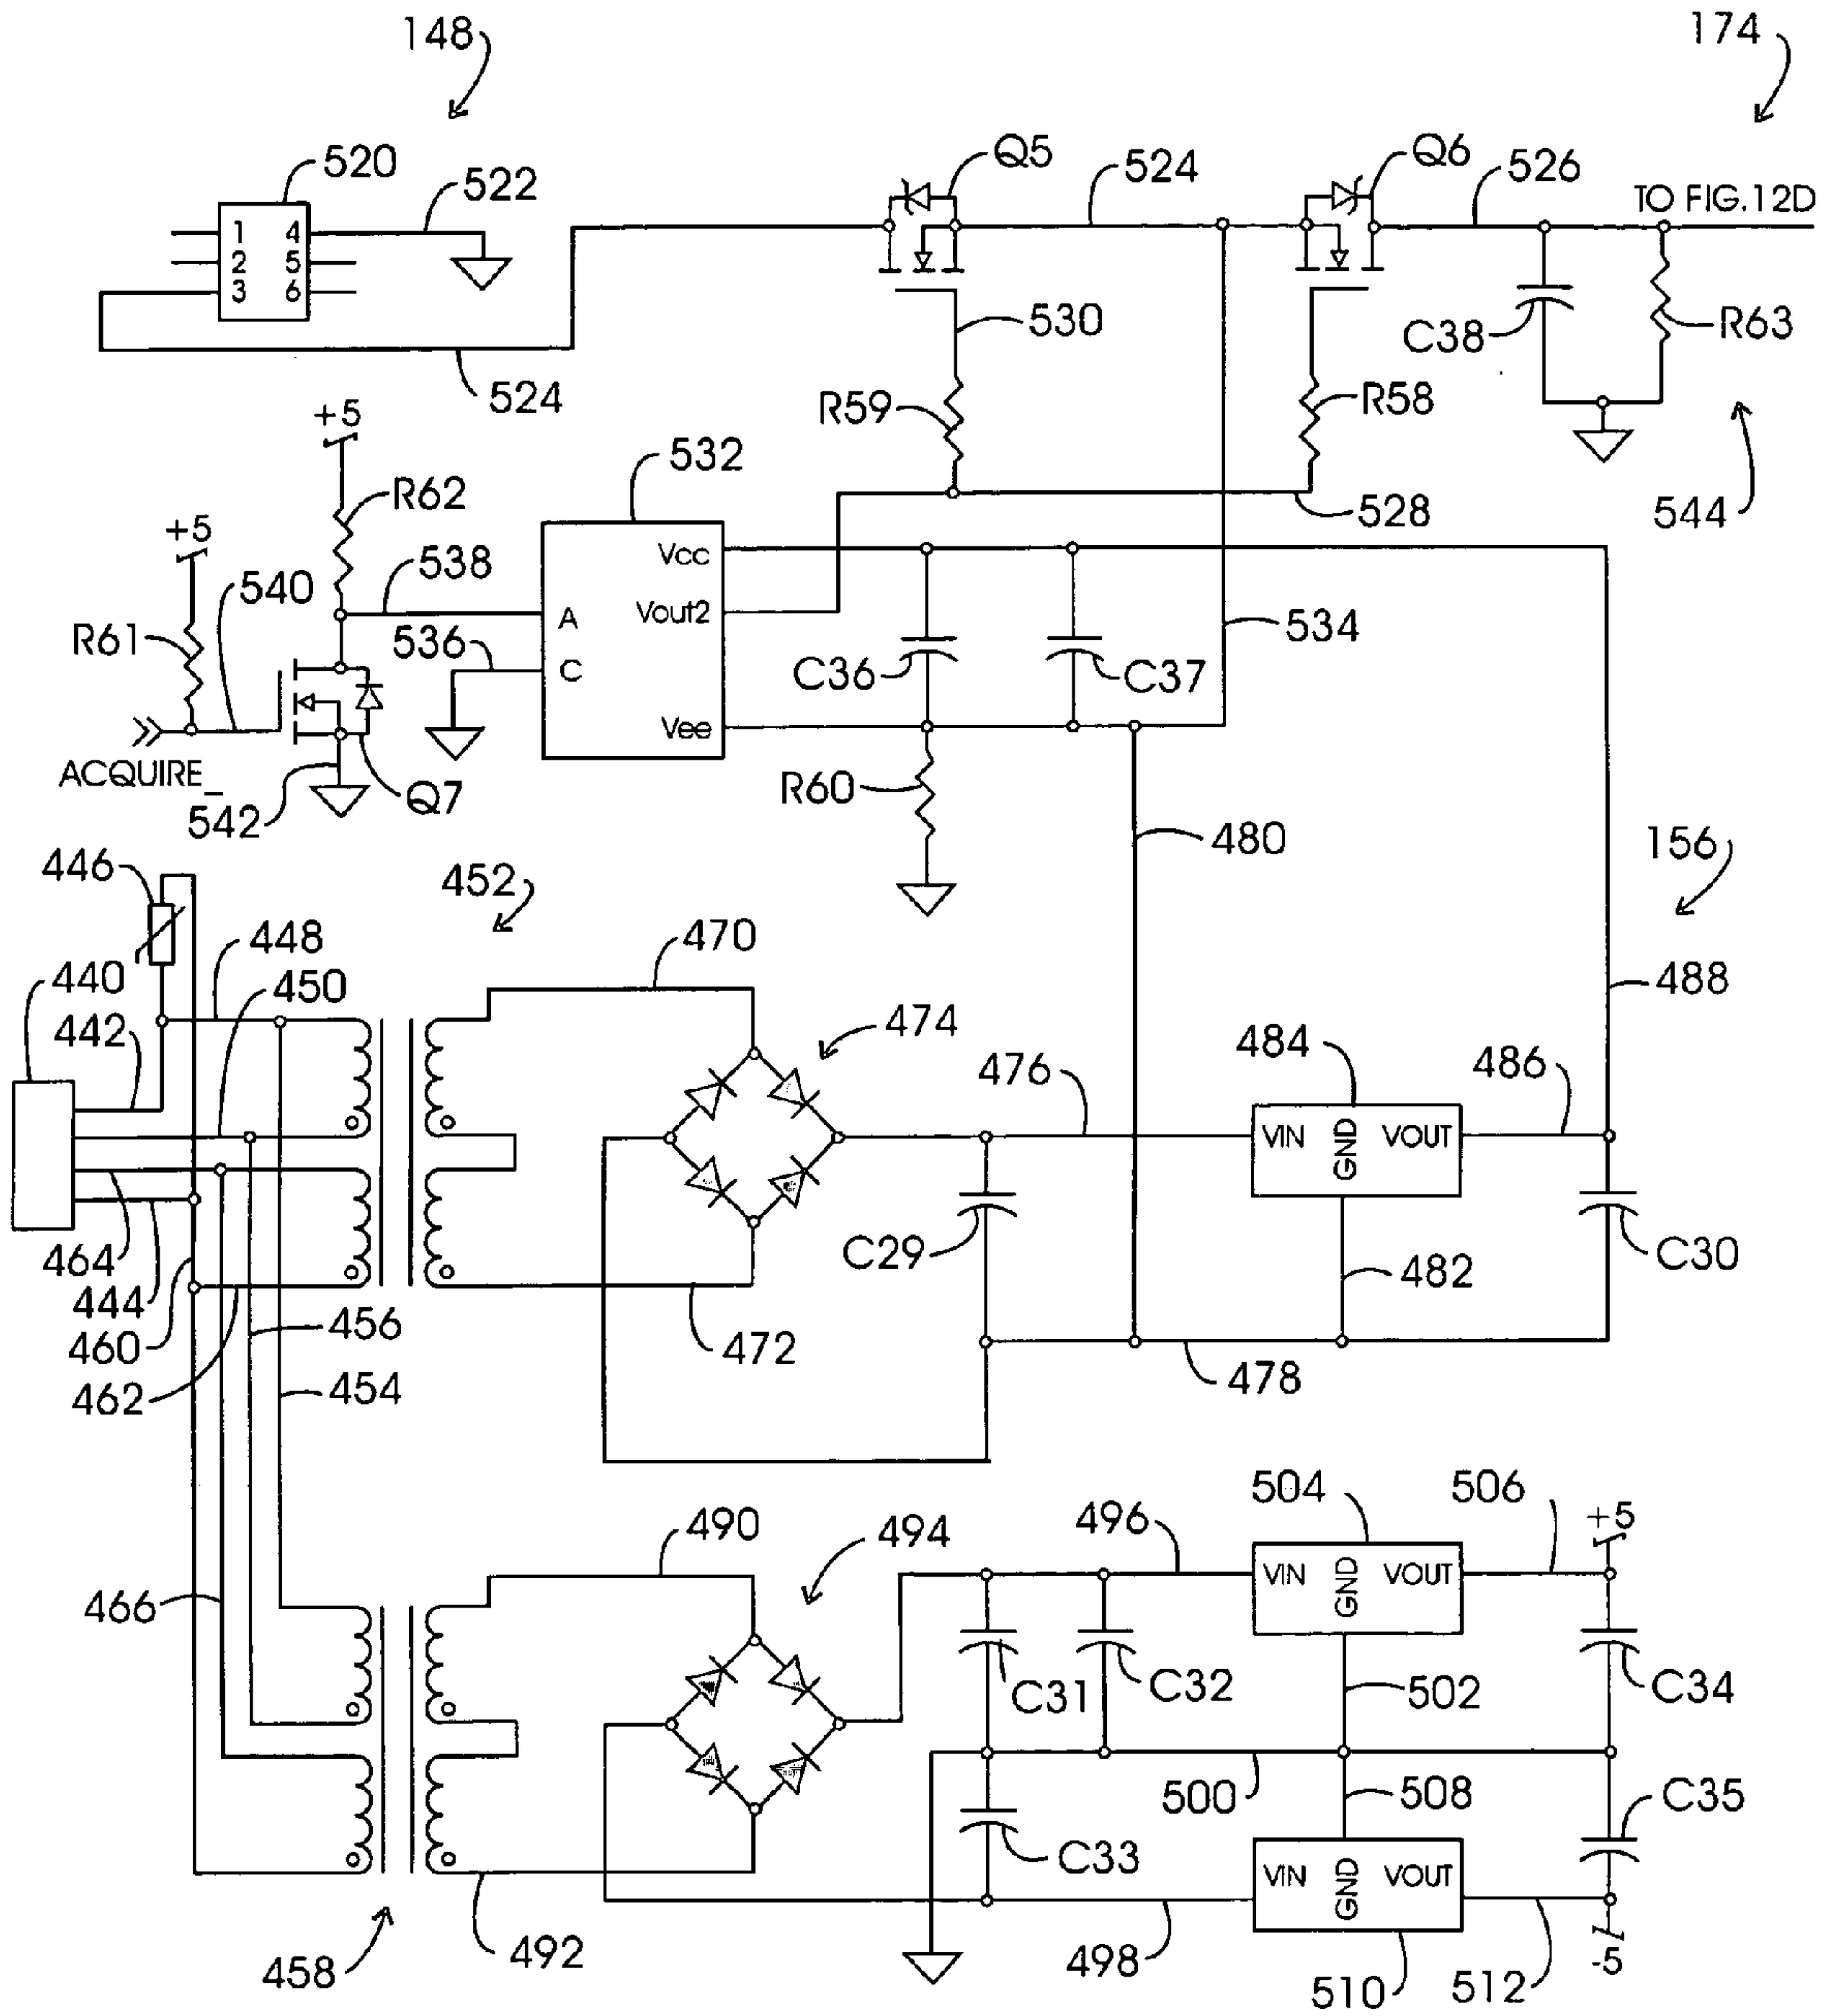 148
174
520
522
Q5
524
Q6
526
TO FIG.12D
1 4
2 5
3 6
530
C38
R63
524
R59
R58
+5
532
R62
528
544
+5
540
538
Vcc
A
Vout2
534
R61
536
C
C36
C37
Vee
ACQUIRE_
542
Q7
R60
480
156
446
452
448
470
440
450
488
442
474
484
476
486
VIN
GND
VOUT
464
C29
C30
444
482
460
456
472
462
454
478
504
506
490
494
496
+5
VIN
GND
VOUT
466
C31
C32
502
C34
500
508
C35
C33
VIN
GND
VOUT
458
492
498
510
512
-5